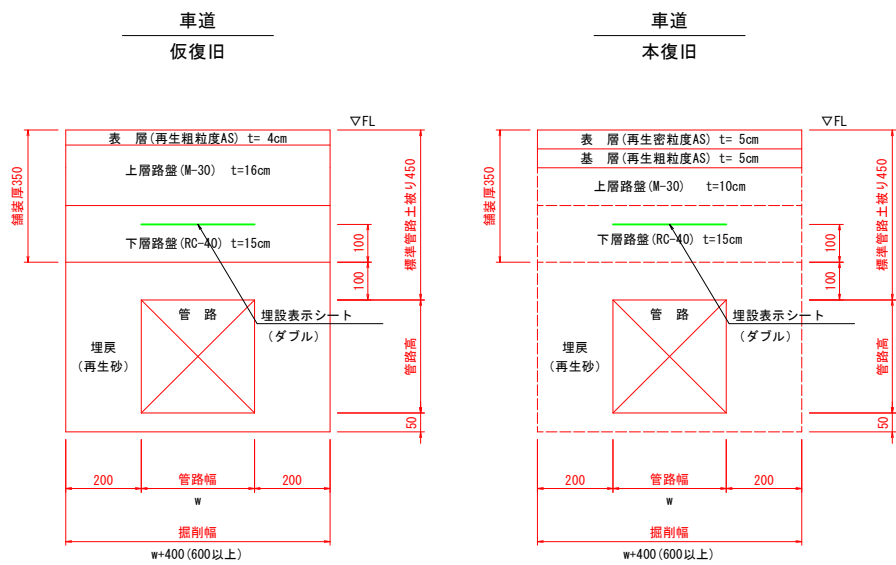 車道
仮復旧
▽FL
表　層(再生粗粒度AS) t= 4cm
上層路盤(M-30)　t=16cm
下層路盤(RC-40) t=15cm
舗装厚350
標準管路土被り450
100
100
管　路
埋設表示シート
(ダブル)
埋戻
(再生砂)
管路高
50
200
管路幅
200
w
掘削幅
w+400(600以上)
車道
本復旧
▽FL
表　層(再生密粒度AS) t= 5cm
基　層(再生粗粒度AS) t= 5cm
上層路盤(M-30)　t=10cm
下層路盤(RC-40) t=15cm
舗装厚350
標準管路土被り450
100
100
管　路
埋設表示シート
(ダブル)
埋戻
(再生砂)
管路高
50
200
管路幅
200
w
掘削幅
w+400(600以上)